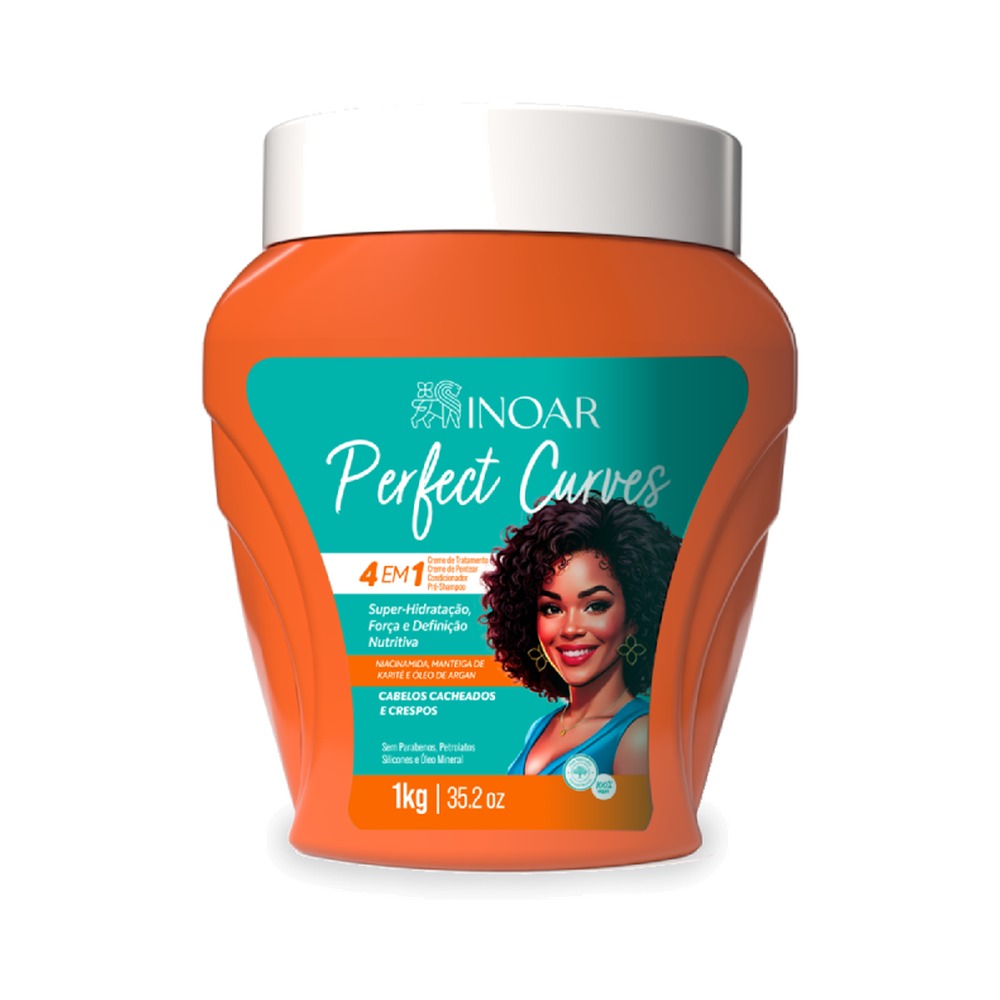 INOAR
Perfect Curves
4 EM 1
Creme de Tratamento
Creme de Pentear
Condicionador
Pré-Shampoo
Super-Hidratação,
Força e Definição
Nutritiva
NIACINAMIDA, MANTEIGA DE
KARITÉ E ÓLEO DE ARGAN
CABELOS CACHEADOS
E CRESPOS
Sem Parabenos, Petrolatos
Silicones e Óleo Mineral
100%
1kg | 35.2 oz